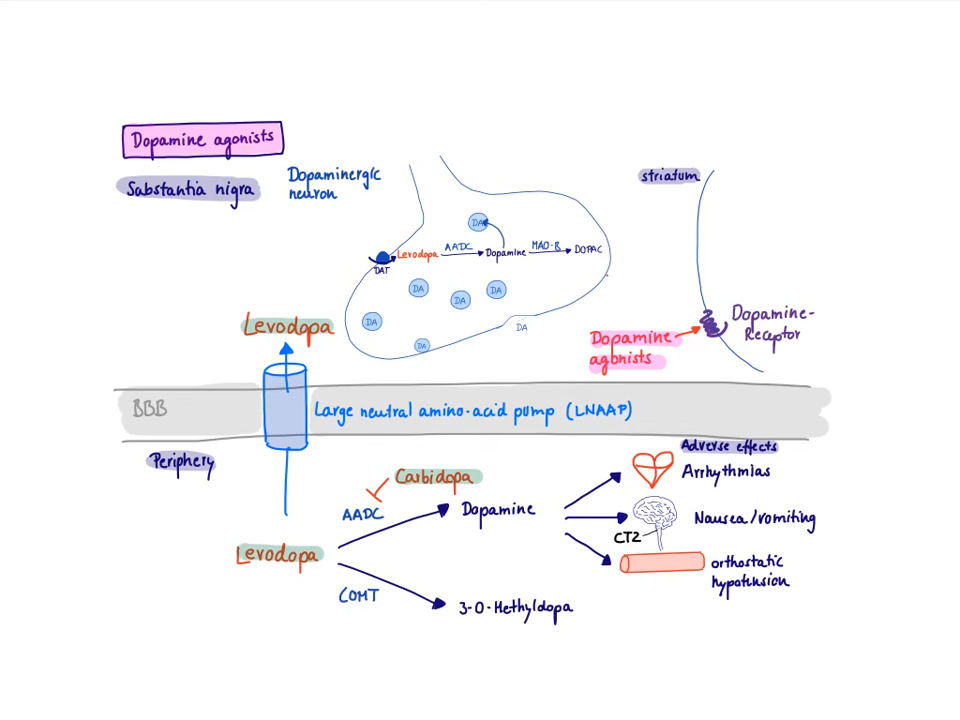 Dopamine agonists
Substantia nigra
Dopaminergic
neuron
striatum
DA
Levodopa
AADC
Dopamine
MAO-B
DOPAC
DAT
DA
DA
DA
DA
DA
DA
Levodopa
Dopamine
agonists
Dopamine-
Receptor
BBB
Large neutral amino-acid pump (LNAAP)
Periphery
Adverse effects
Arrhythmias
Carbidopa
AADC
Dopamine
Nausea/vomiting
CT2
Levodopa
orthostatic
hypotension
COMT
3-O-Methyldopa